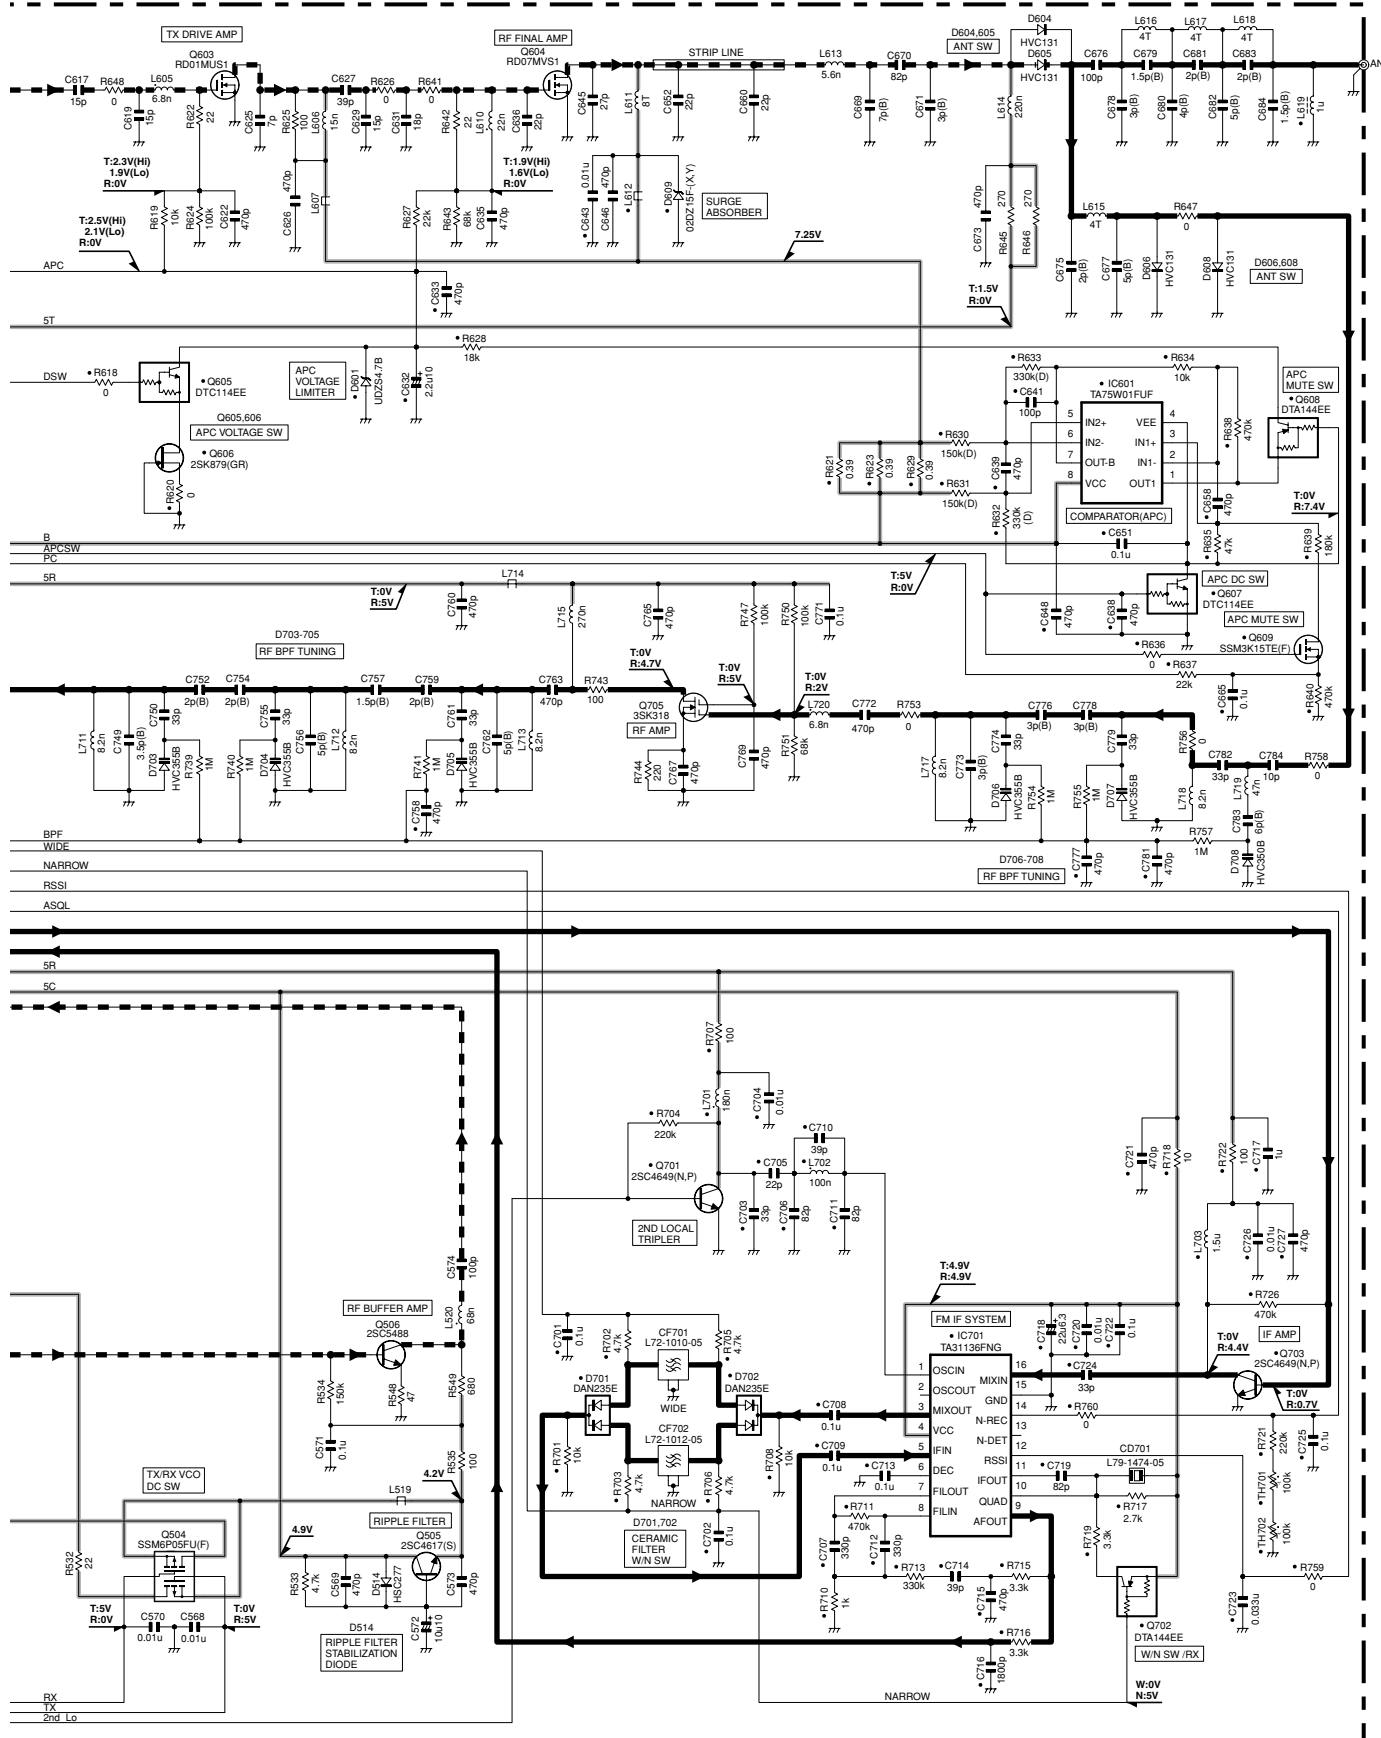 TX DRIVE AMP
Q603
RD01MUS1
C617
15p
R648
0
L605
6.8n
C619
15p
R622
22
C625
7p
R625
100
L606
15n
C627
39p
C629
15p
R626
0
C631
18p
R641
0
R642
22
L610
22n
C636
22p
RF FINAL AMP
Q604
RD07MVS1
C645
27p
L611
8T
STRIP LINE
C652
22p
C660
22p
L613
5.6n
C670
82p
C669
7p(B)
C671
3p(B)
D604,605
ANT SW
L614
220n
D604
HVC131
D605
HVC131
C676
100p
L616
4T
L617
4T
L618
4T
C679
1.5p(B)
C681
2p(B)
C683
2p(B)
C678
3p(B)
C680
4p(B)
C682
5p(B)
C684
1.5p(B)
• L619
1u
AN
T:2.3V(Hi)
1.9V(Lo)
R:0V
T:2.5V(Hi)
2.1V(Lo)
R:0V
R619
10k
R624
100k
C622
470p
470p
C626
L607
R627
22k
R643
68k
C635
470p
T:1.9V(Hi)
1.6V(Lo)
R:0V
0.01u
• C643
470p
C646
• L612
• D609
02DZ15F-(X,Y)
SURGE
ABSORBER
7.25V
470p
C673
270
R645
270
R646
L615
4T
R647
0
C675
2p(B)
C677
5p(B)
D606
HVC131
D608
HVC131
D606,608
ANT SW
APC
• C633
470p
T:1.5V
R:0V
5T
• R628
18k
DSW
• R618
0
• Q605
DTC114EE
Q605,606
APC VOLTAGE SW
• Q606
2SK879(GR)
• R620
0
APC
VOLTAGE
LIMITER
• D601
UDZS4.7B
• C632
2.2u10
• R633
330k(D)
• C641
100p
• IC601
TA75W01FUF
• R634
10k
APC
MUTE SW
• Q608
DTA144EE
5 IN2+
6 IN2-
7 OUT-B
8 VCC
VEE 4
IN1+ 3
IN1- 2
OUT1 1
• R638
470k
• R621
0.39
• R623
0.39
• R629
0.39
• R630
150k(D)
• C639
470p
• R631
150k(D)
• R632
330k
(D)
COMPARATOR(APC)
• C658
470p
T:0V
R:7.4V
B
APCSW
PC
• C651
0.1u
• R635
47k
• R639
180k
5R
T:0V
R:5V
C760
470p
L714
L715
270n
C765
470p
R747
100k
R750
100k
C771
0.1u
T:5V
R:0V
• C648
470p
• C638
470p
APC DC SW
• Q607
DTC114EE
APC MUTE SW
• R636
0
• Q609
SSM3K15TE(F)
• R637
22k
• C665
0.1u
• R640
470k
D703-705
RF BPF TUNING
T:0V
R:4.7V
T:0V
R:5V
T:0V
R:2V
C752
2p(B)
C754
2p(B)
C757
1.5p(B)
C759
2p(B)
C763
470p
R743
100
Q705
3SK318
RF AMP
L720
6.8n
C772
470p
R753
0
C776
3p(B)
C778
3p(B)
L711
8.2n
C749
3.5p(B)
C750
33p
D703
HVC355B
R739
1M
R740
1M
C755
33p
D704
HVC355B
C756
5p(B)
L712
8.2n
R741
1M
• C758
470p
C761
33p
D705
HVC355B
C762
5p(B)
L713
8.2n
R744
220
C767
470p
C769
470p
R751
68k
L717
8.2n
C773
3p(B)
C774
33p
D706
HVC355B
R754
1M
R755
1M
C779
33p
D707
HVC355B
R756
0
L718
8.2n
C782
33p
C784
10p
R758
0
L719
47n
C783
6p(B)
R757
1M
D708
HVC350B
• C777
470p
• C781
470p
D706-708
RF BPF TUNING
BPF
WIDE
NARROW
RSSI
ASQL
5R
5C
• R707
100
• L701
180n
• C704
0.01u
• R704
220k
• Q701
2SC4649(N,P)
2ND LOCAL
TRIPLER
• C703
33p
• C705
22p
• C710
39p
• L702
100n
• C706
82p
• C711
82p
• C721
470p
• R718
10
• R722
100
• C717
1u
• L703
1.5u
• C726
0.01u
• C727
470p
T:4.9V
R:4.9V
FM IF SYSTEM
• IC701
TA31136FNG
• C718
22u6.3
• C720
0.01u
• C722
0.1u
• R726
470k
T:0V
R:4.4V
IF AMP
• Q703
2SC4649(N,P)
T:0V
R:0.7V
1 OSCIN
2 OSCOUT
3 MIXOUT
4 VCC
5 IFIN
6 DEC
7 FILOUT
8 FILIN
16 MIXIN
15 GND
14 N-REC
13 N-DET
12 RSSI
11 IFOUT
10 QUAD
9 AFOUT
• C724
33p
• R760
0
CD701
L79-1474-05
• C719
82p
• R717
2.7k
• R719
3.3k
• R721
220k
• C725
0.1u
•TH701
100k
•TH702
100k
• R759
0
• C723
0.033u
• Q702
DTA144EE
W/N SW /RX
W:0V
N:5V
C574
100p
L520
68n
RF BUFFER AMP
Q506
2SC5488
R534
150k
R548
47
R549
680
C571
0.1u
R535
100
4.2V
TX/RX VCO
DC SW
L519
RIPPLE FILTER
Q504
SSM6P05FU(F)
4.9V
Q505
2SC4617(S)
R532
22
R533
4.7k
C569
470p
D514
HSC277
C573
470p
C572
10u10
T:5V
R:0V
C570
0.01u
C568
0.01u
T:0V
R:5V
D514
RIPPLE FILTER
STABILIZATION
DIODE
• C701
0.1u
• R702
4.7k
CF701
L72-1010-05
WIDE
• R705
4.7k
• D701
DAN235E
• D702
DAN235E
CF702
L72-1012-05
NARROW
• R701
10k
• R703
4.7k
• R706
4.7k
• R708
10k
• C708
0.1u
• C709
0.1u
• C713
0.1u
D701,702
CERAMIC
FILTER
W/N SW
• C702
0.1u
• R711
470k
• C707
330p
• C712
330p
• R713
330k
• C714
39p
• R715
3.3k
• R710
1k
• C715
470p
• R716
3.3k
• C716
1800p
NARROW
RX
TX
2nd Lo